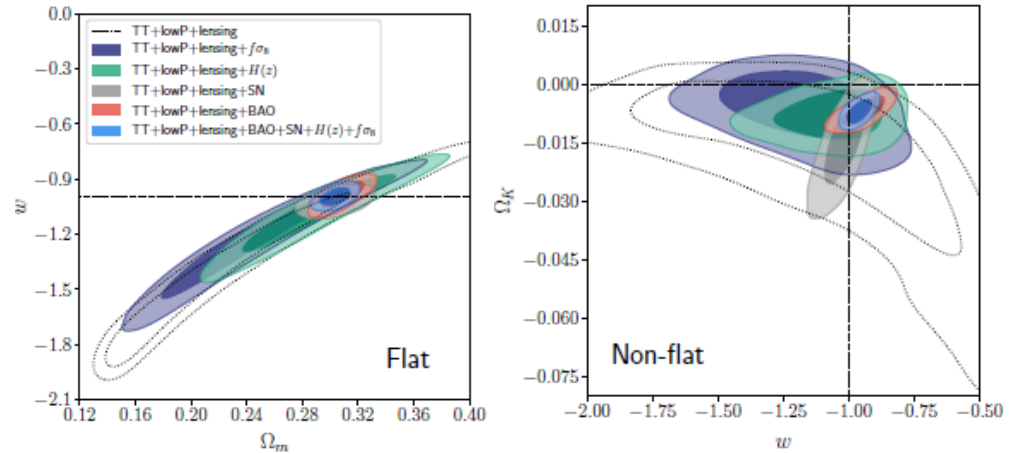 0.0
−0.3
−0.6
−0.9
−1.2
−1.5
−1.8
−2.1
w
TT+lowP+lensing
TT+lowP+lensing+fσ₈
TT+lowP+lensing+H(z)
TT+lowP+lensing+SN
TT+lowP+lensing+BAO
TT+lowP+lensing+BAO+SN+H(z)+fσ₈
Flat
0.12 0.16 0.20 0.24 0.28 0.32 0.36 0.40
Ωₘ
0.015
0.000
−0.015
−0.030
−0.045
−0.060
−0.075
Ω_K
Non-flat
−2.00 −1.75 −1.50 −1.25 −1.00 −0.75 −0.50
w